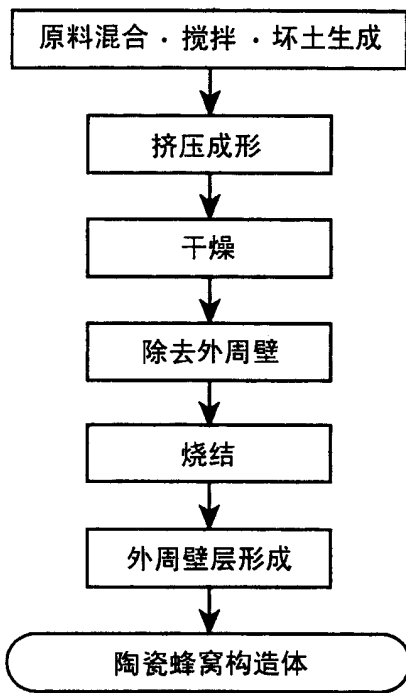 原料混合·搅拌·坏土生成
挤压成形
干燥
除去外周壁
烧结
外周壁层形成
陶瓷蜂窝构造体